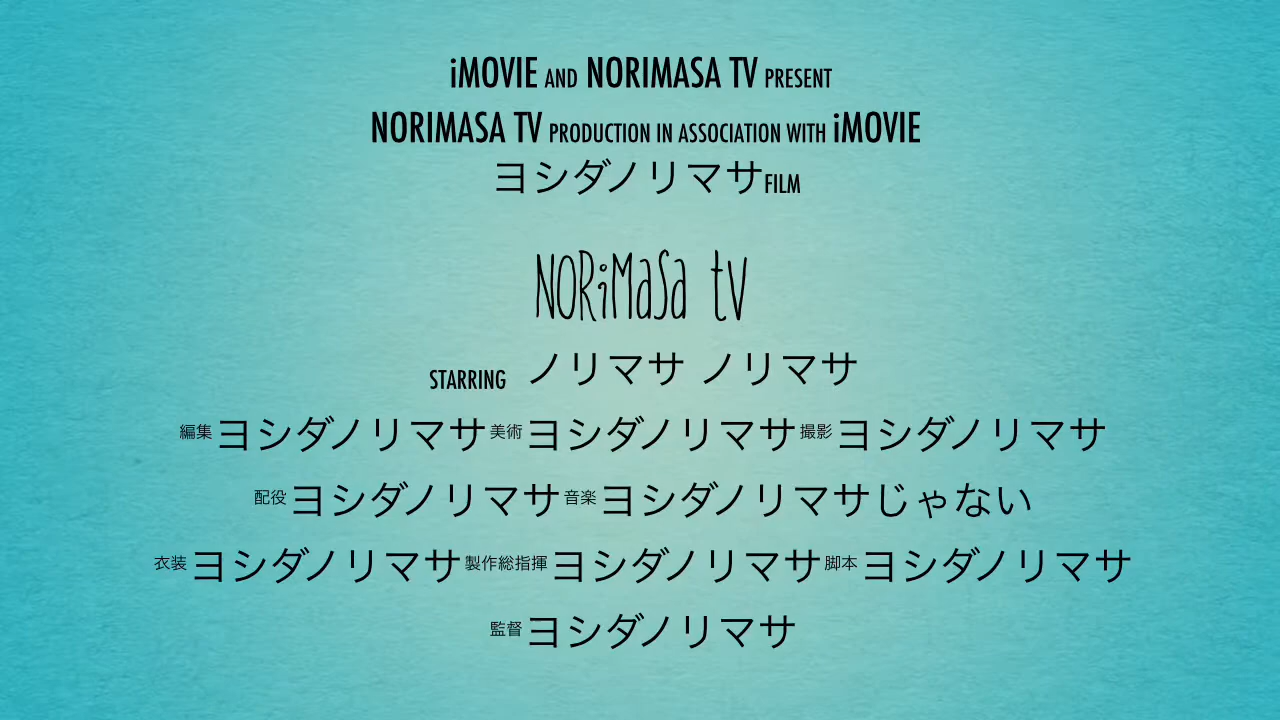 iMOVIE AND NORIMASA TV PRESENT
NORIMASA TV PRODUCTION IN ASSOCIATION WITH iMOVIE
ヨシダノリマサFILM
NORiMaSa tv
STARRING ノリマサ ノリマサ
編集ヨシダノリマサ美術ヨシダノリマサ撮影ヨシダノリマサ
配役ヨシダノリマサ音楽ヨシダノリマサじゃない
衣装ヨシダノリマサ製作総指揮ヨシダノリマサ脚本ヨシダノリマサ
監督ヨシダノリマサ